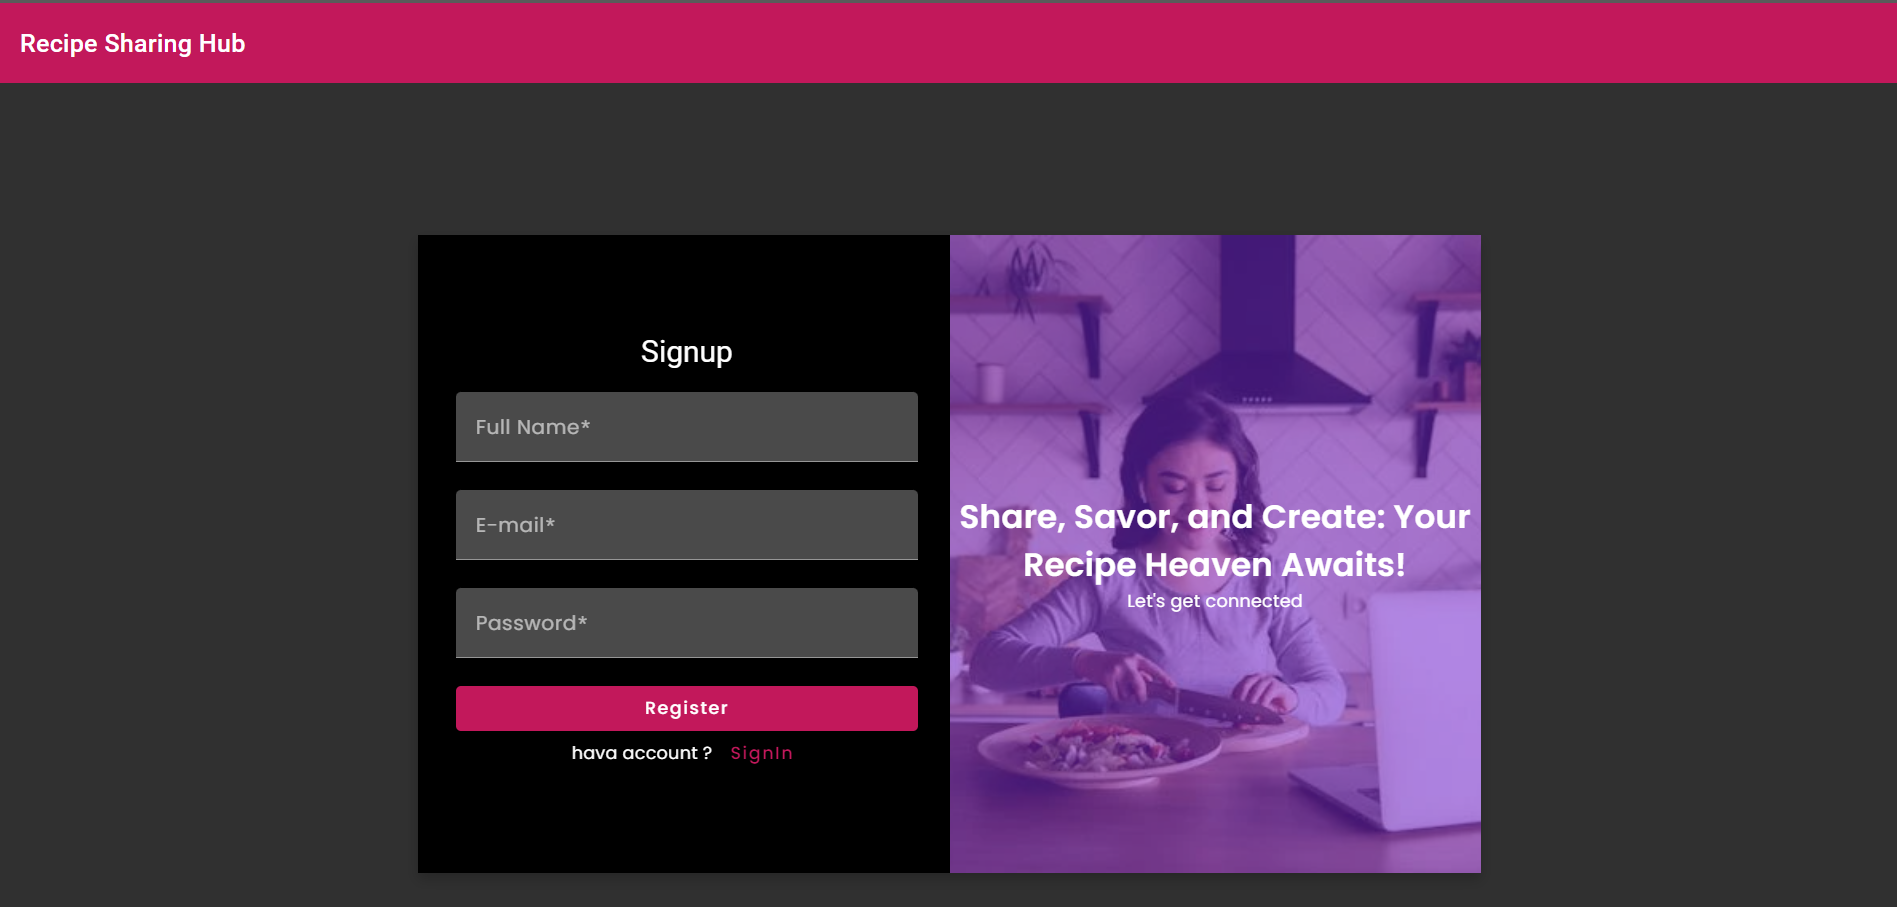 Recipe Sharing Hub
Signup
Full Name*
E-mail*
Password*
Register
hava account ? SignIn
Share, Savor, and Create: Your
Recipe Heaven Awaits!
Let's get connected